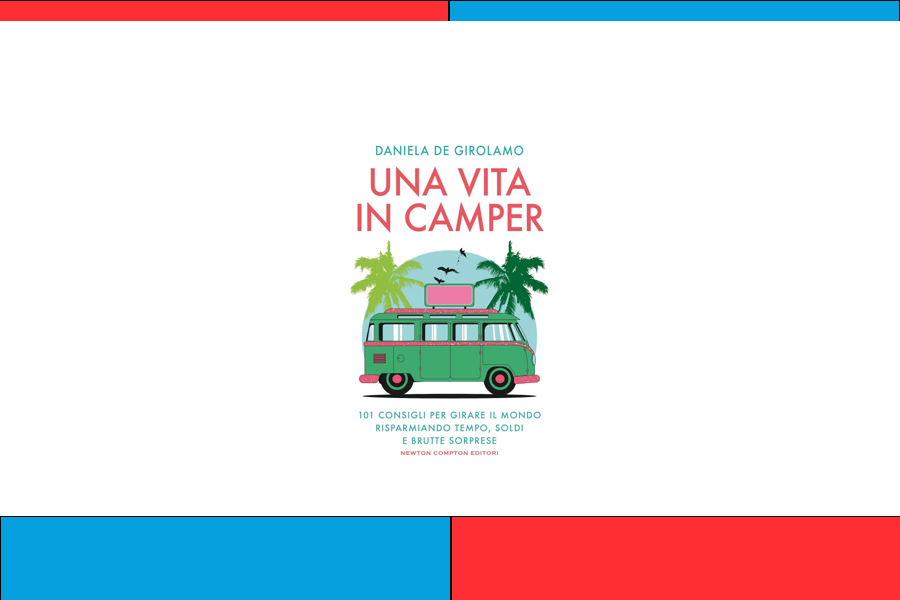 DANIELA DE GIROLAMO
UNA VITA
IN CAMPER
101 CONSIGLI PER GIRARE IL MONDO
RISPARMIANDO TEMPO, SOLDI
E BRUTTE SORPRESE
NEWTON COMPTON EDITORI